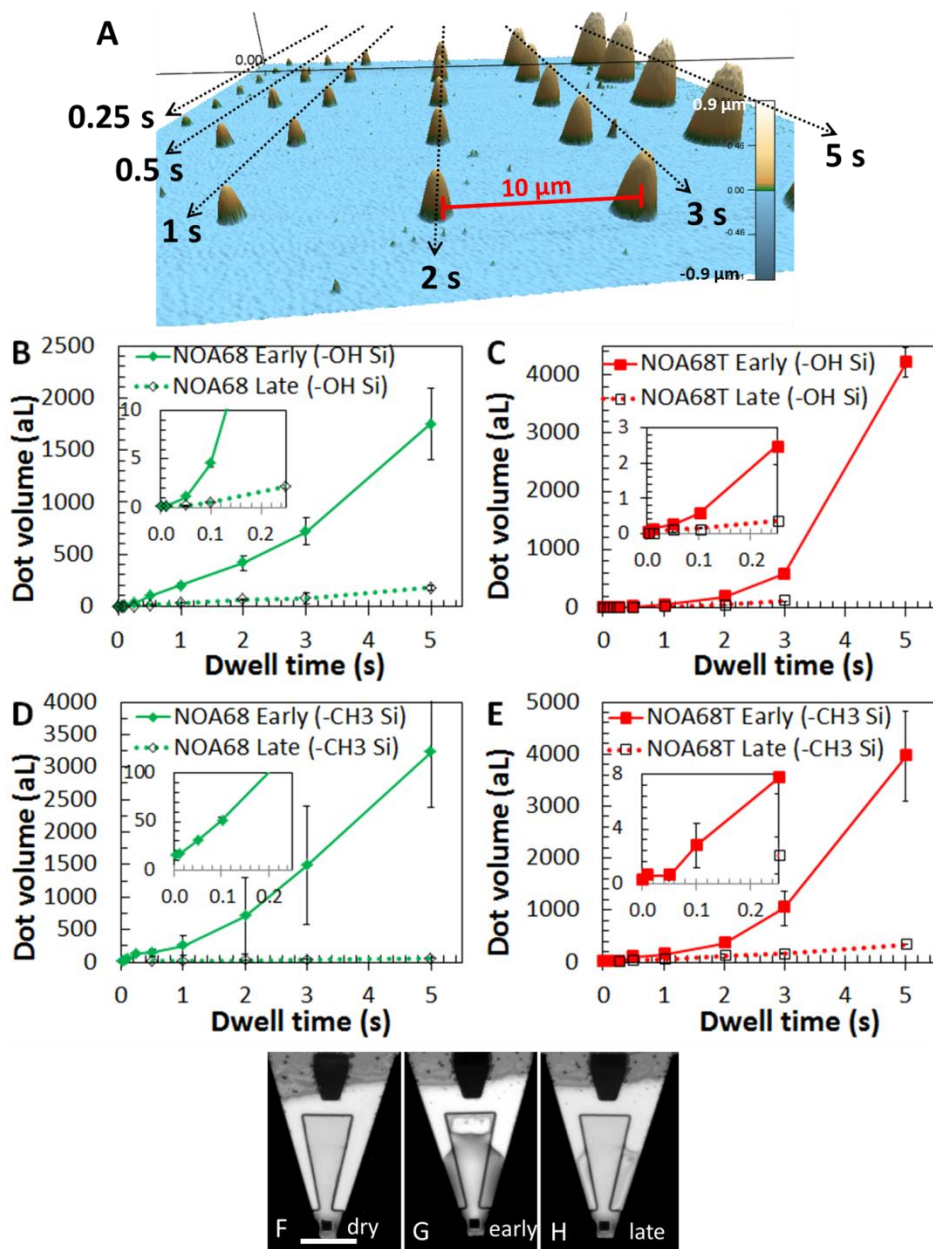 A
0.00
0.25 s
0.5 s
1 s
2 s
3 s
5 s
10 µm
0.9 µm
0.46
0.00
-0.46
-0.9 µm
B
NOA68 Early (-OH Si)
NOA68 Late (-OH Si)
Dot volume (aL)
2500
2000
1500
1000
500
0
10
5
0
0.0 0.1 0.2
0 1 2 3 4 5
Dwell time (s)
C
NOA68T Early (-OH Si)
NOA68T Late (-OH Si)
Dot volume (aL)
4000
2000
0
3
2
1
0
0.0 0.1 0.2
0 1 2 3 4 5
Dwell time (s)
D
NOA68 Early (-CH3 Si)
NOA68 Late (-CH3 Si)
Dot volume (aL)
4000
3500
3000
2500
2000
1500
1000
500
0
100
50
0
0.0 0.1 0.2
0 1 2 3 4 5
Dwell time (s)
E
NOA68T Early (-CH3 Si)
NOA68T Late (-CH3 Si)
Dot volume (aL)
5000
4000
3000
2000
1000
0
8
4
0
0.0 0.1 0.2
0 1 2 3 4 5
Dwell time (s)
F dry
G early
H late